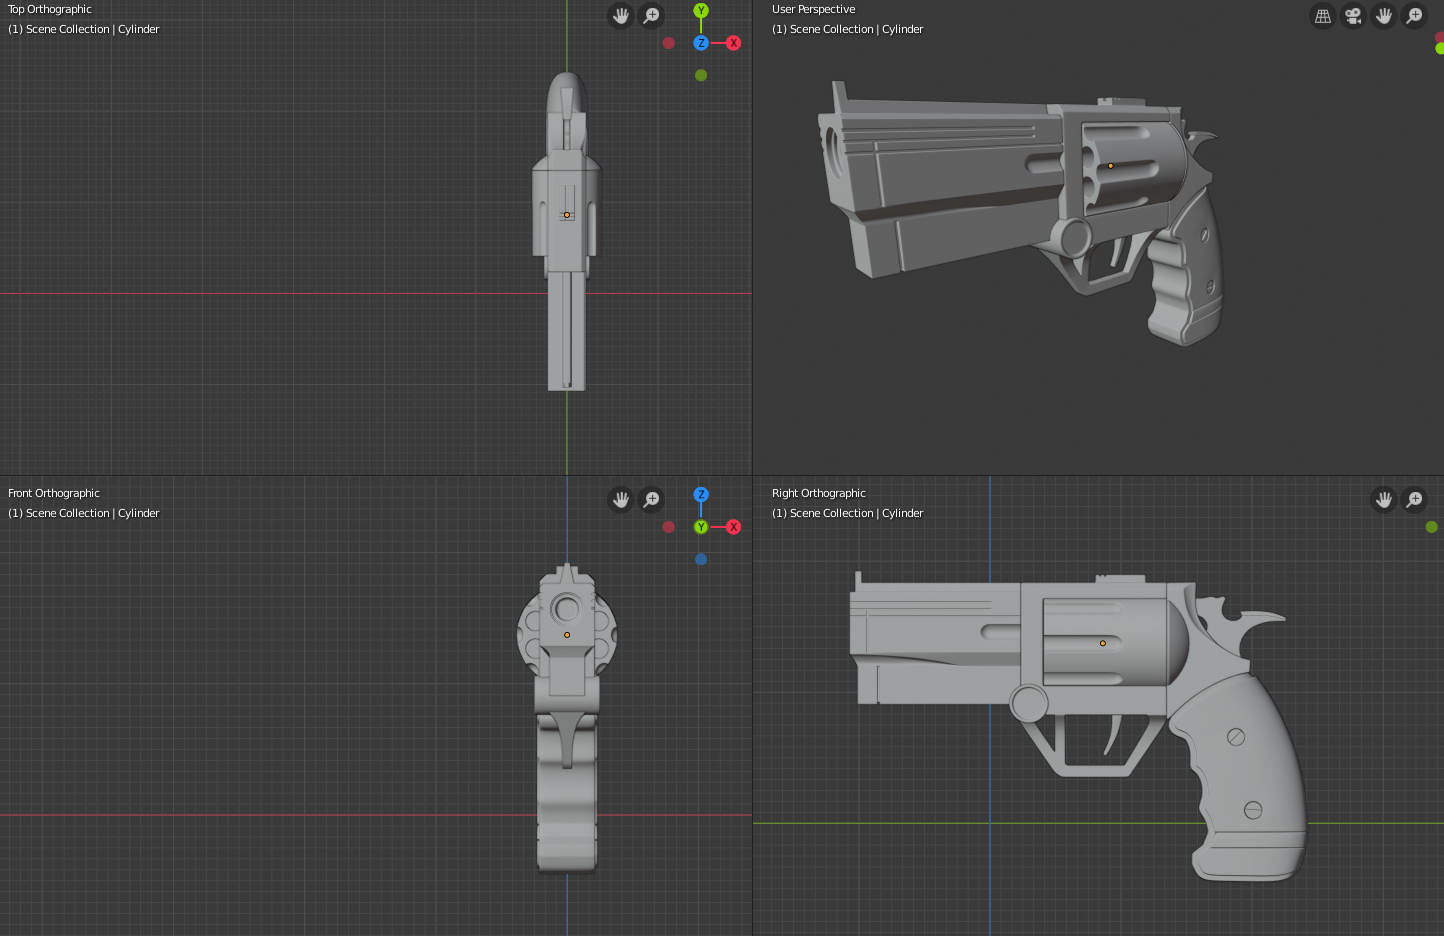 Top Orthographic
(1) Scene Collection | Cylinder
Y
Z
X
User Perspective
(1) Scene Collection | Cylinder
Front Orthographic
(1) Scene Collection | Cylinder
Z
Y
X
Right Orthographic
(1) Scene Collection | Cylinder